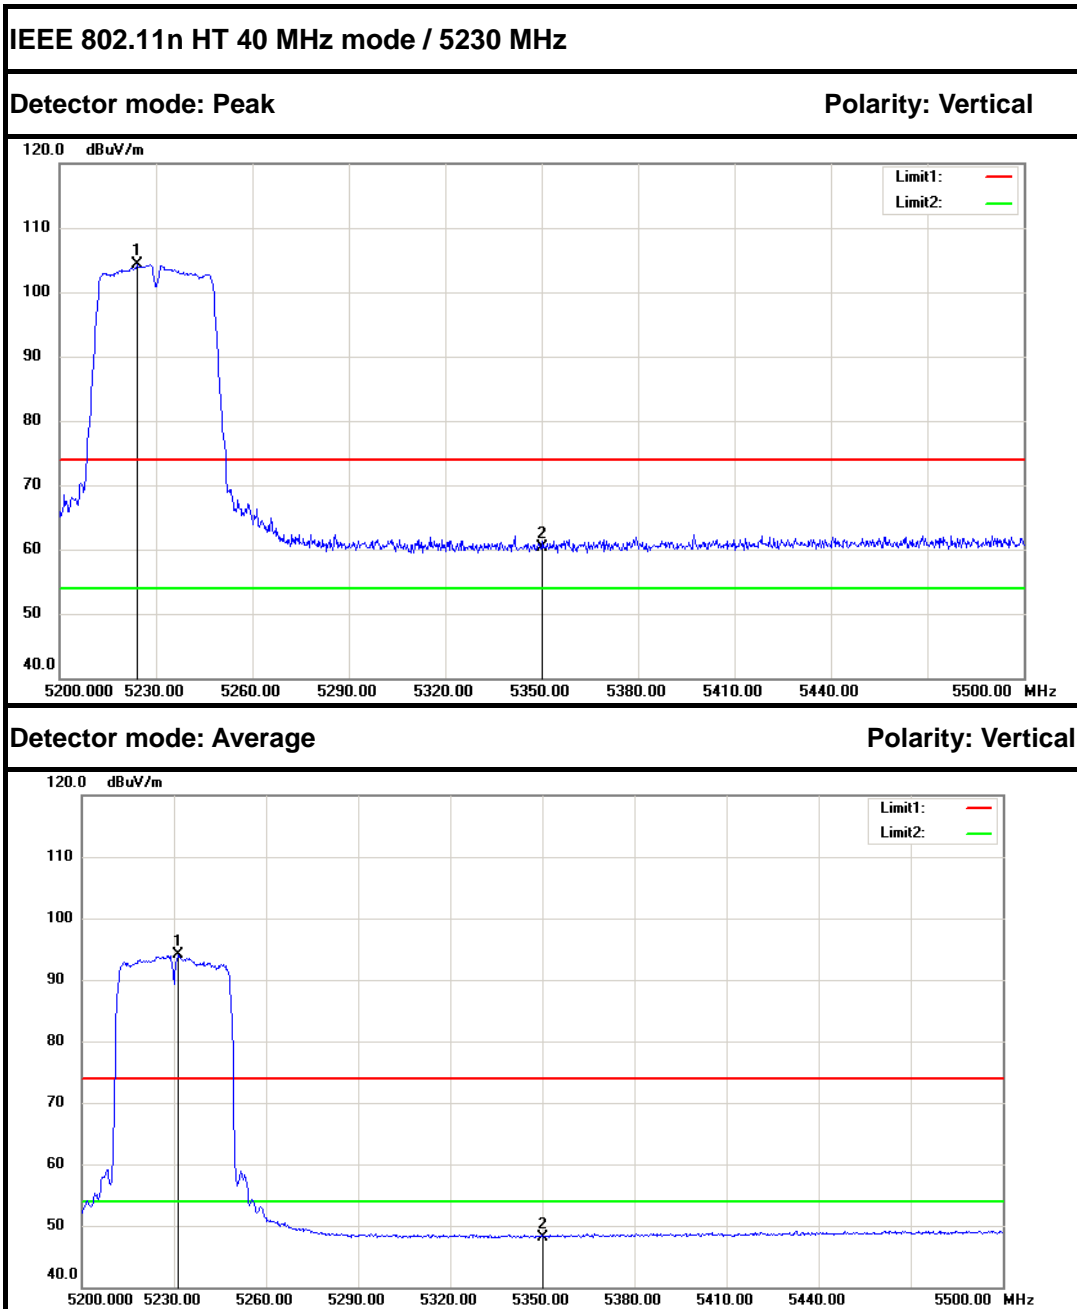 IEEE 802.11n HT 40 MHz mode / 5230 MHz
Detector mode: Peak Polarity: Vertical
120.0 dBuV/m
Limit1:
Limit2:
110
1
100
90
80
70
2
60
50
40.0
5200.000 5230.00 5260.00 5290.00 5320.00 5350.00 5380.00 5410.00 5440.00 5500.00 MHz
Detector mode: Average Polarity: Vertical
120.0 dBuV/m
Limit1:
Limit2:
110
100
1
90
80
70
60
50
2
40.0
5200.000 5230.00 5260.00 5290.00 5320.00 5350.00 5380.00 5410.00 5440.00 5500.00 MHz